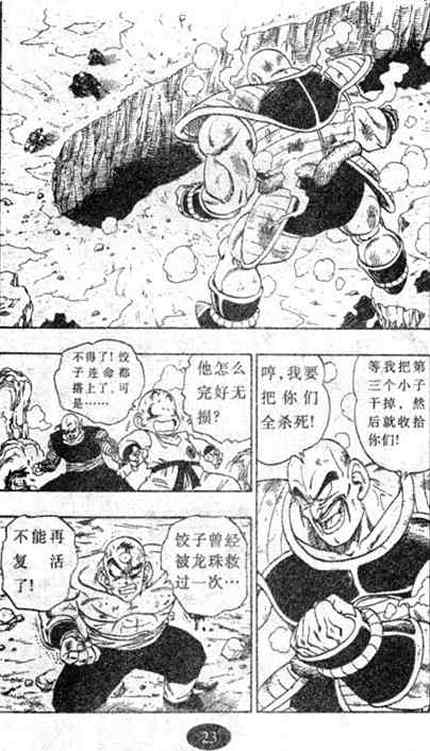 等我把第
三个小子
干掉，然
后就收拾
你们！
哼，我要
把你们
全杀死！
他怎么
完好无
损？
不得了！饺
子连命都
搭上了，可
是……
饺子曾经
被龙珠救
过一次…
不能再
复活
了！
23